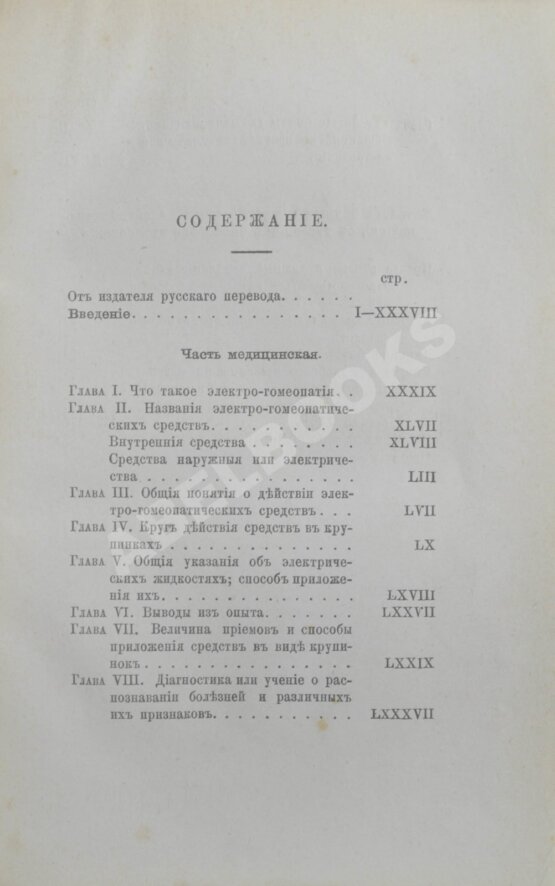 СОДЕРЖАНІЕ.
стр.
Отъ издателя русскаго перевода. . . . . .
Введеніе. . . . . . . . . . . . . . . . . I—XXXVIII
Часть медицинская.
Глава I. Что такое электро-гомеопатія. . XXXIX
Глава II. Названія электро-гомеопатиче-
скихъ средствъ. . . . . . . . . . . XLVII
Внутреннія средства . . . . . . . . XLVIII
Средства наружныя или электриче-
ства . . . . . . . . . . . . . . . . LIII
Глава III. Общія понятія о дѣйствіи элек-
тро-гомеопатическихъ средствъ. . . LVII
Глава IV. Кругъ дѣйствія средствъ въ кру-
пинкахъ . . . . . . . . . . . . . . LX
Глава V. Общія указанія объ электриче-
скихъ жидкостяхъ; способъ приложе-
нія ихъ. . . . . . . . . . . . . . . LXVIII
Глава VI. Выводы изъ опыта. . . . . . . LXXVII
Глава VII. Величина пріемовъ и способы
приложенія средствъ въ видѣ крупи-
нокъ. . . . . . . . . . . . . . . . LXXIX
Глава VIII. Діагностика или ученіе о рас-
познаваніи болѣзней и различныхъ
ихъ признаковъ. . . . . . . . . . . LXXXVII